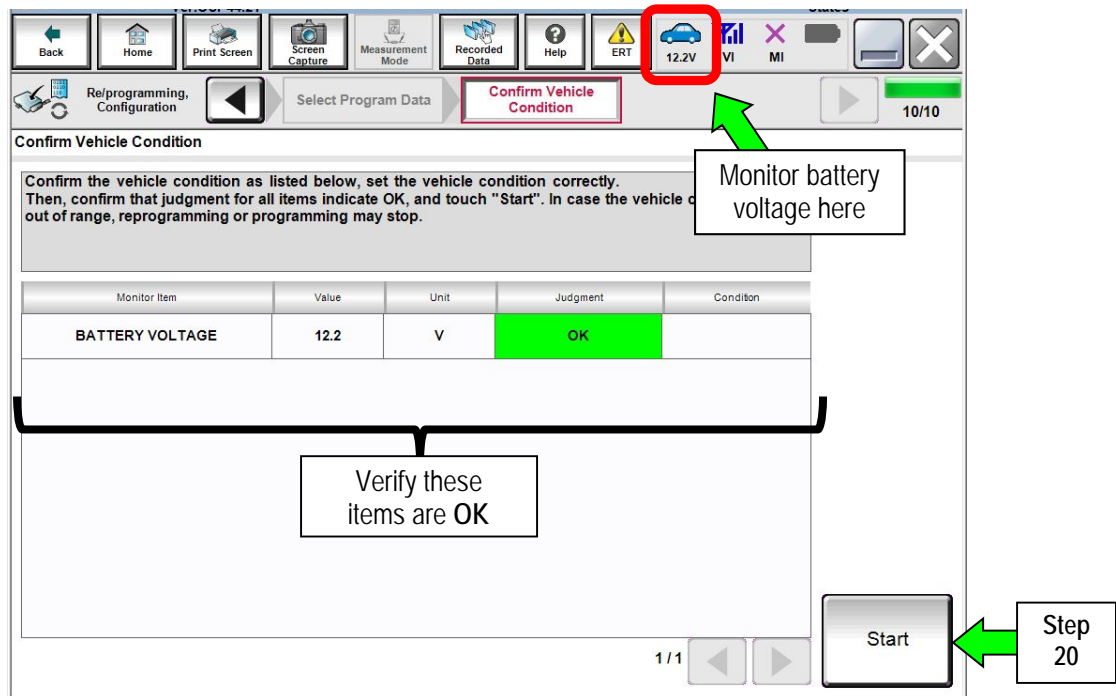 Back
Home
Print Screen
Screen
Capture
Measurement
Mode
Recorded
Data
Help
ERT
12.2V
VI
MI
Re/programming,
Configuration
Select Program Data
Confirm Vehicle
Condition
10/10
Confirm Vehicle Condition
Confirm the vehicle condition as listed below, set the vehicle condition correctly.
Then, confirm that judgment for all items indicate OK, and touch "Start". In case the vehicle
out of range, reprogramming or programming may stop.
Monitor battery
voltage here
Monitor Item Value Unit Judgment Condition
BATTERY VOLTAGE 12.2 V OK
Verify these
items are OK
1/1
Start
Step
20